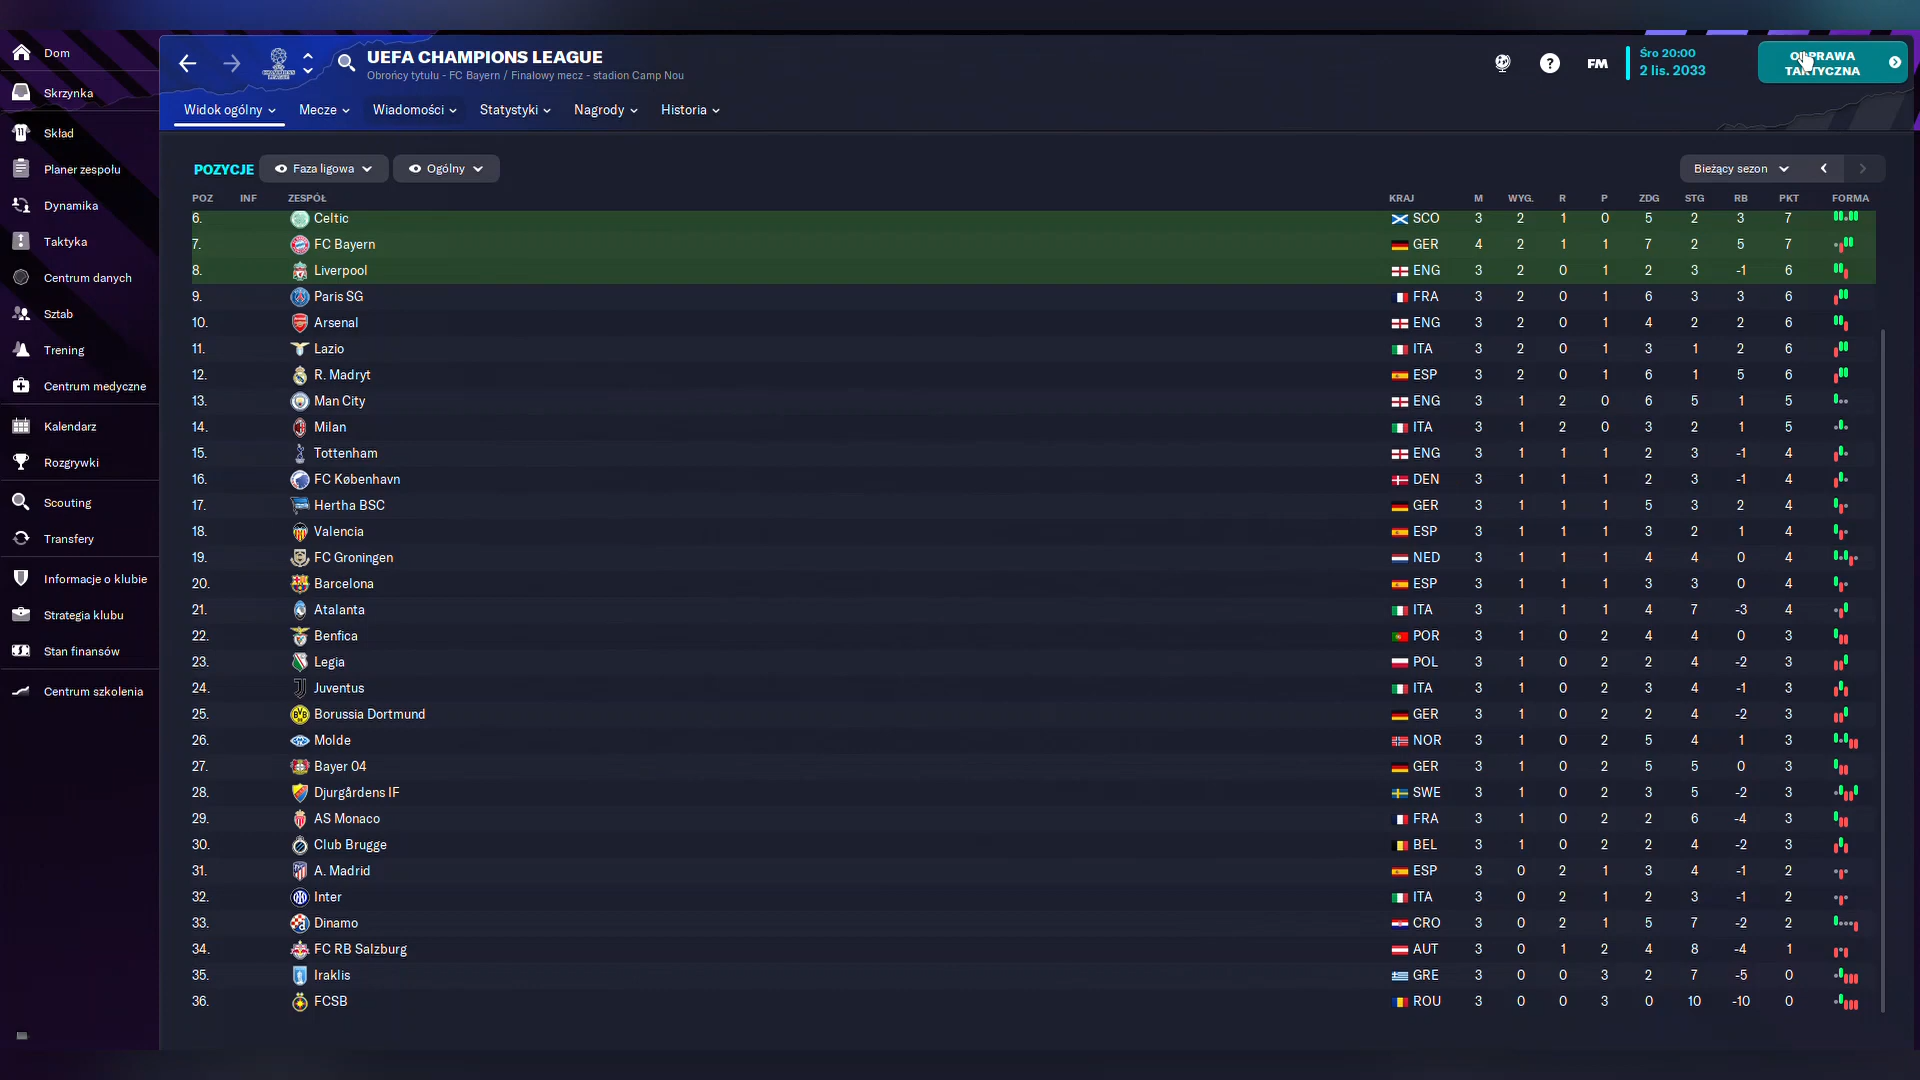 Dom
Skrzynka
Skład
Planer zespołu
Dynamika
Taktyka
Centrum danych
Sztab
Trening
Centrum medyczne
Kalendarz
Rozgrywki
Scouting
Transfery
Informacje o klubie
Strategia klubu
Stan finansów
Centrum szkolenia
UEFA CHAMPIONS LEAGUE
Obrońcy tytułu - FC Bayern / Finałowy mecz - stadion Camp Nou
FM
Śro 20:00
2 lis. 2033
TAKTYCZNA
Widok ogólny Mecze Wiadomości Statystyki Nagrody Historia
POZYCJE Faza ligowa Ogólny Bieżący sezon
POZ INF ZESPÓŁ KRAJ M WYG. R P ZDG STG RB PKT FORMA
6. Celtic SCO 3 2 1 0 5 2 3 7
7. FC Bayern GER 4 2 1 1 7 2 5 7
8. Liverpool ENG 3 2 0 1 2 3 -1 6
9. Paris SG FRA 3 2 0 1 6 3 3 6
10. Arsenal ENG 3 2 0 1 4 2 2 6
11. Lazio ITA 3 2 0 1 3 1 2 6
12. R. Madryt ESP 3 2 0 1 6 1 5 6
13. Man City ENG 3 1 2 0 6 5 1 5
14. Milan ITA 3 1 2 0 3 2 1 5
15. Tottenham ENG 3 1 1 1 2 3 -1 4
16. FC København DEN 3 1 1 1 2 3 -1 4
17. Hertha BSC GER 3 1 1 1 5 3 2 4
18. Valencia ESP 3 1 1 1 3 2 1 4
19. FC Groningen NED 3 1 1 1 4 4 0 4
20. Barcelona ESP 3 1 1 1 3 3 0 4
21. Atalanta ITA 3 1 1 1 4 7 -3 4
22. Benfica POR 3 1 0 2 4 4 0 3
23. Legia POL 3 1 0 2 2 4 -2 3
24. Juventus ITA 3 1 0 2 3 4 -1 3
25. Borussia Dortmund GER 3 1 0 2 2 4 -2 3
26. Molde NOR 3 1 0 2 5 4 1 3
27. Bayer 04 GER 3 1 0 2 5 5 0 3
28. Djurgårdens IF SWE 3 1 0 2 3 5 -2 3
29. AS Monaco FRA 3 1 0 2 2 6 -4 3
30. Club Brugge BEL 3 1 0 2 2 4 -2 3
31. A. Madrid ESP 3 0 2 1 3 4 -1 2
32. Inter ITA 3 0 2 1 2 3 -1 2
33. Dinamo CRO 3 0 2 1 5 7 -2 2
34. FC RB Salzburg AUT 3 0 1 2 4 8 -4 1
35. Iraklis GRE 3 0 0 3 2 7 -5 0
36. FCSB ROU 3 0 0 3 0 10 -10 0